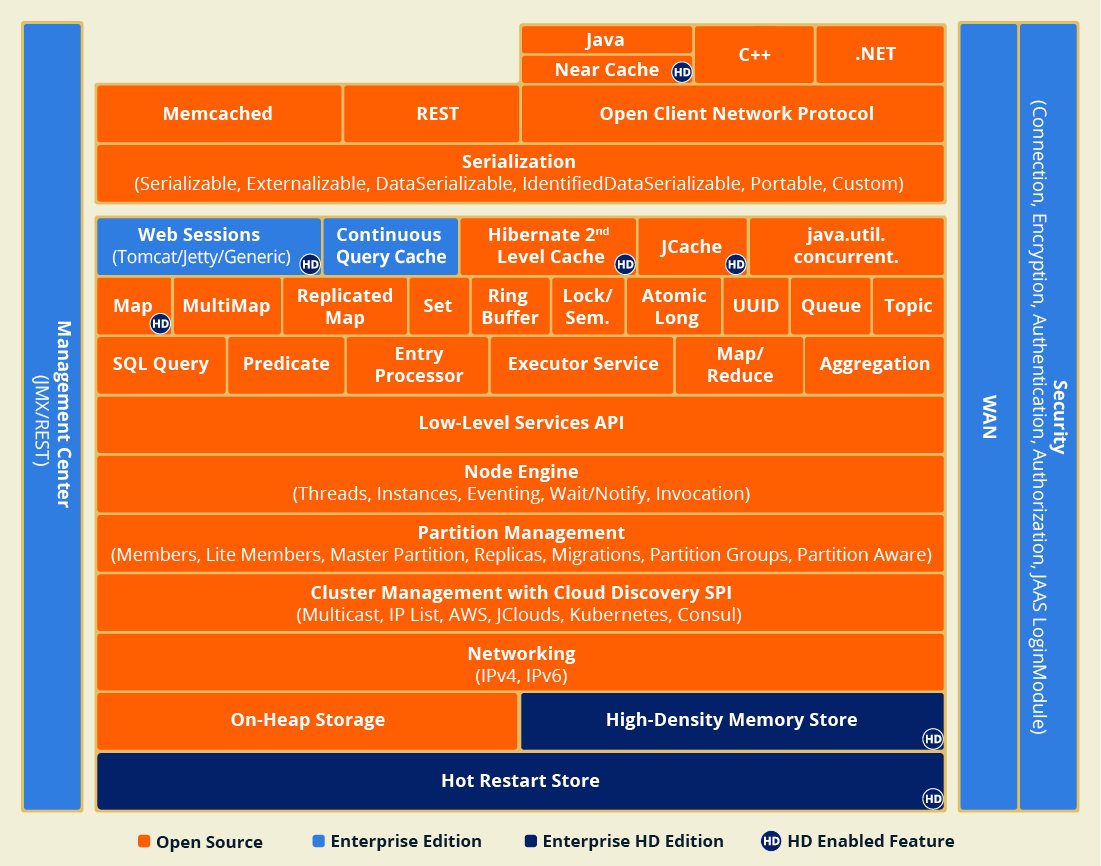 Java
Near Cache HD
C++
.NET
Memcached
REST
Open Client Network Protocol
Serialization
(Serializable, Externalizable, DataSerializable, IdentifiedDataSerializable, Portable, Custom)
Web Sessions
(Tomcat/Jetty/Generic) HD
Continuous
Query Cache
Hibernate 2nd
Level Cache HD
JCache HD
java.util.
concurrent.
Map HD
MultiMap
Replicated
Map
Set
Ring
Buffer
Lock/
Sem.
Atomic
Long
UUID
Queue
Topic
SQL Query
Predicate
Entry
Processor
Executor Service
Map/
Reduce
Aggregation
Low-Level Services API
Node Engine
(Threads, Instances, Eventing, Wait/Notify, Invocation)
Partition Management
(Members, Lite Members, Master Partition, Replicas, Migrations, Partition Groups, Partition Aware)
Cluster Management with Cloud Discovery SPI
(Multicast, IP List, AWS, JClouds, Kubernetes, Consul)
Networking
(IPv4, IPv6)
On-Heap Storage
High-Density Memory Store
HD
Hot Restart Store
HD
Management Center
(JMX/REST)
WAN
Security
(Connection, Encryption, Authentication, Authorization, JAAS LoginModule)
Open Source
Enterprise Edition
Enterprise HD Edition
HD HD Enabled Feature